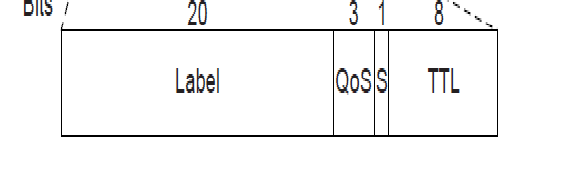 Bits 20 3 1 8
Label QoS S TTL